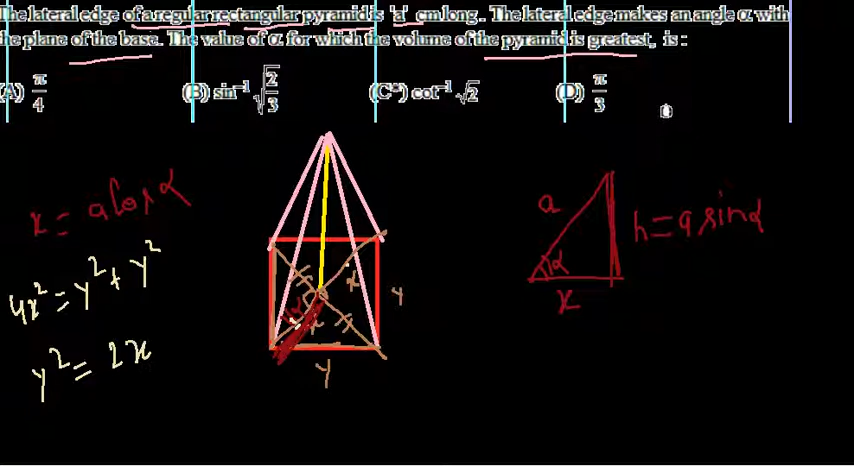 The lateral edge of a regular rectangular pyramid is 'a' cm long. The lateral edge makes an angle α with
the plane of the base. The value of α for which the volume of the pyramid is greatest, is :
(A) π/4 (B) sin⁻¹ √(2/3) (C*) cot⁻¹ √2 (D) π/3
x = a cos α
a
α
x
h = a sin α
4x² = y² + y²
y² = 2x
α
x
x
y
y